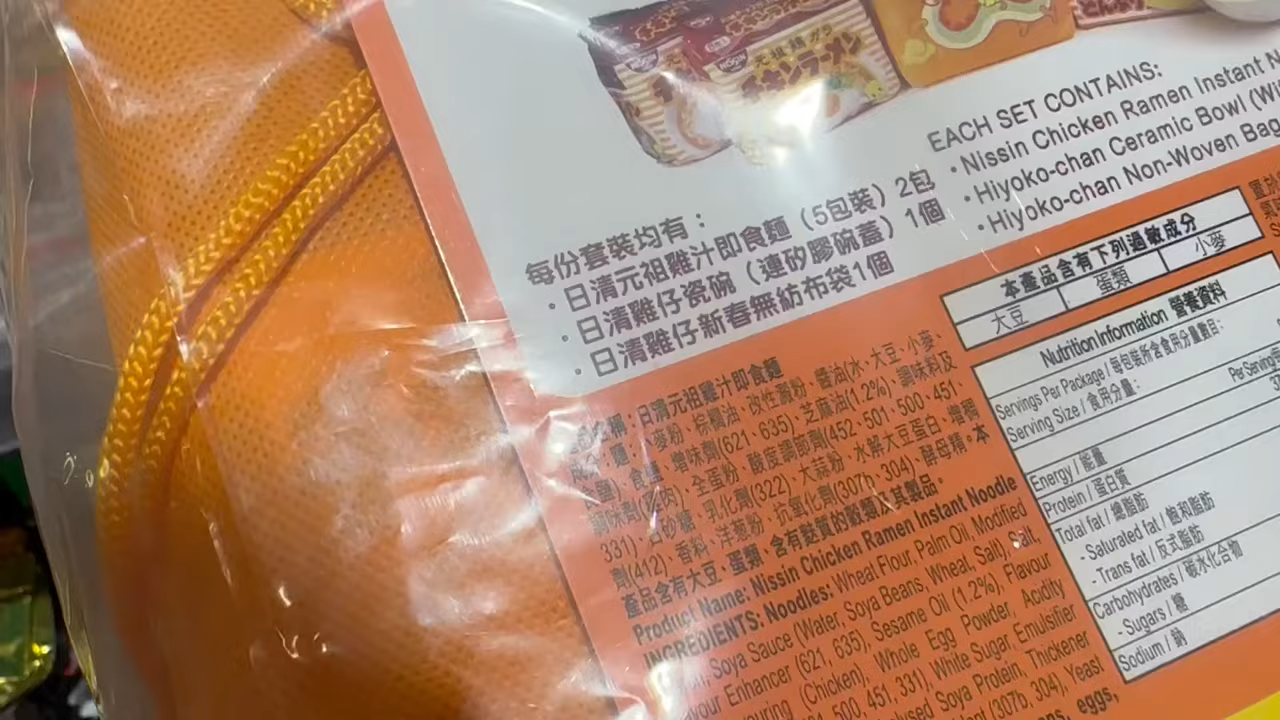 每份套裝均有：
・日清元祖雞汁即食麵（5包裝）2包
・日清雞仔瓷碗（連矽膠碗蓋）1個
・日清雞仔新春無紡布袋1個
EACH SET CONTAINS:
・Nissin Chicken Ramen Instant
・Hiyoko-chan Ceramic Bowl
・Hiyoko-chan Non-Woven Bag
本產品含有下列過敏成分
大豆 蛋類 小麥
Nutrition Information 營養資料
Servings Per Package / 每包裝所含食用分量數目：
Serving Size / 食用分量：
Per Serving
Energy / 能量
Protein / 蛋白質
Total fat / 總脂肪
- Saturated fat / 飽和脂肪
- Trans fat / 反式脂肪
Carbohydrates / 碳水化合物
- Sugars / 糖
Sodium / 鈉
日清元祖雞汁即食麵
麥粉、棕櫚油、改性澱粉、醬油(水、大豆、小麥、
鹽)、食鹽、增味劑(621、635)、芝麻油(1.2%)、調味料及
全蛋粉、酸度調節劑(452、501、500、451、
331)、白砂糖、乳化劑(322)、大蒜粉、水解大豆蛋白、增稠
劑(412)、香料、洋葱粉、抗氧化劑(307b、304)、酵母精。本
產品含有大豆、蛋類、含有麩質的穀類及其製品。
Product Name: Nissin Chicken Ramen Instant Noodle
INGREDIENTS: Noodles: Wheat Flour, Palm Oil, Modified
Soya Sauce (Water, Soya Beans, Wheat, Salt), Salt,
Enhancer (621, 635), Sesame Oil (1.2%), Flavour
(Chicken), Whole Egg Powder, Acidity
500, 451, 331), White Sugar, Emulsifier
Soya Protein, Thickener
(307b, 304), Yeast
eggs,